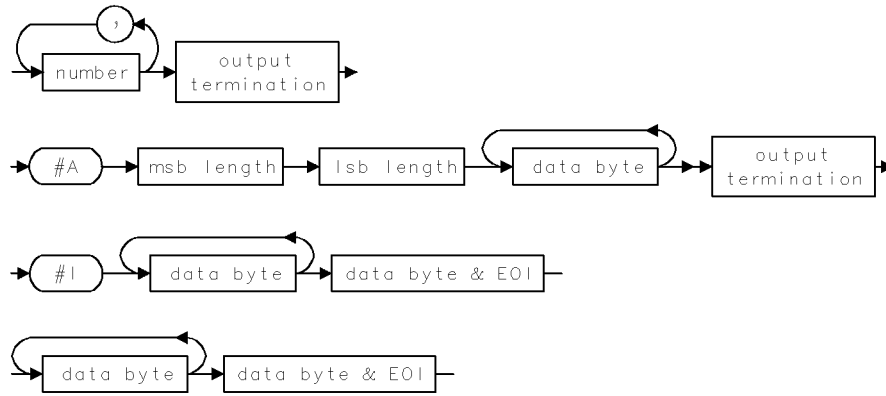 ,
number
output
termination
#A
msb length
lsb length
data byte
output
termination
#I
data byte
data byte & EOI
data byte
data byte & EOI